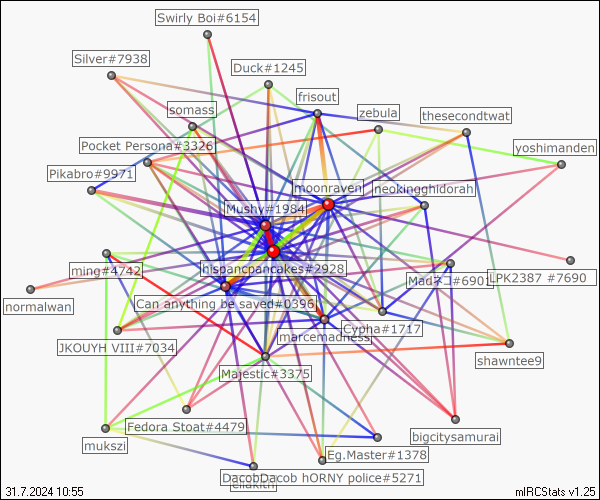 Swirly Boi#6154
Silver#7938
Duck#1245
frisout
somass
zebula
thesecondtwat
Pocket Persona#3326
yoshimanden
Pikabro#9971
moonraven
neokingghidorah
Mushy#1984
ming#4742
hispancpancakes#2928
Mad7-1#6901
LPK2387 #7690
normalwan
Can anything be saved#0396
marcemadness
Cypha#1717
JKOUYH VIII#7034
Majestic#3375
shawntee9
Fedora Stoat#4479
bigcitysamurai
mukszi
Eg.Master#1378
DacobDacob hORNY police#5271
31.7.2024 10:55
mIRCStats v1.25